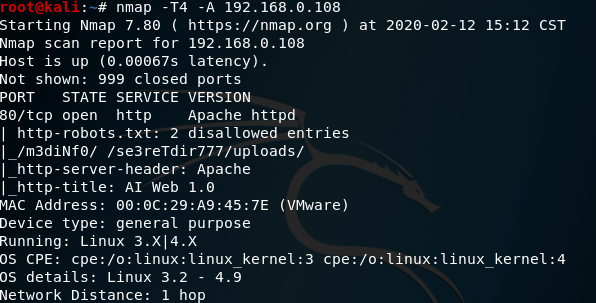 root@kali:~# nmap -T4 -A 192.168.0.108
Starting Nmap 7.80 ( https://nmap.org ) at 2020-02-12 15:12 CST
Nmap scan report for 192.168.0.108
Host is up (0.00067s latency).
Not shown: 999 closed ports
PORT   STATE SERVICE VERSION
80/tcp open  http    Apache httpd
| http-robots.txt: 2 disallowed entries
|_/m3diNf0/ /se3reTdir777/uploads/
|_http-server-header: Apache
|_http-title: AI Web 1.0
MAC Address: 00:0C:29:A9:45:7E (VMware)
Device type: general purpose
Running: Linux 3.X|4.X
OS CPE: cpe:/o:linux:linux_kernel:3 cpe:/o:linux:linux_kernel:4
OS details: Linux 3.2 - 4.9
Network Distance: 1 hop